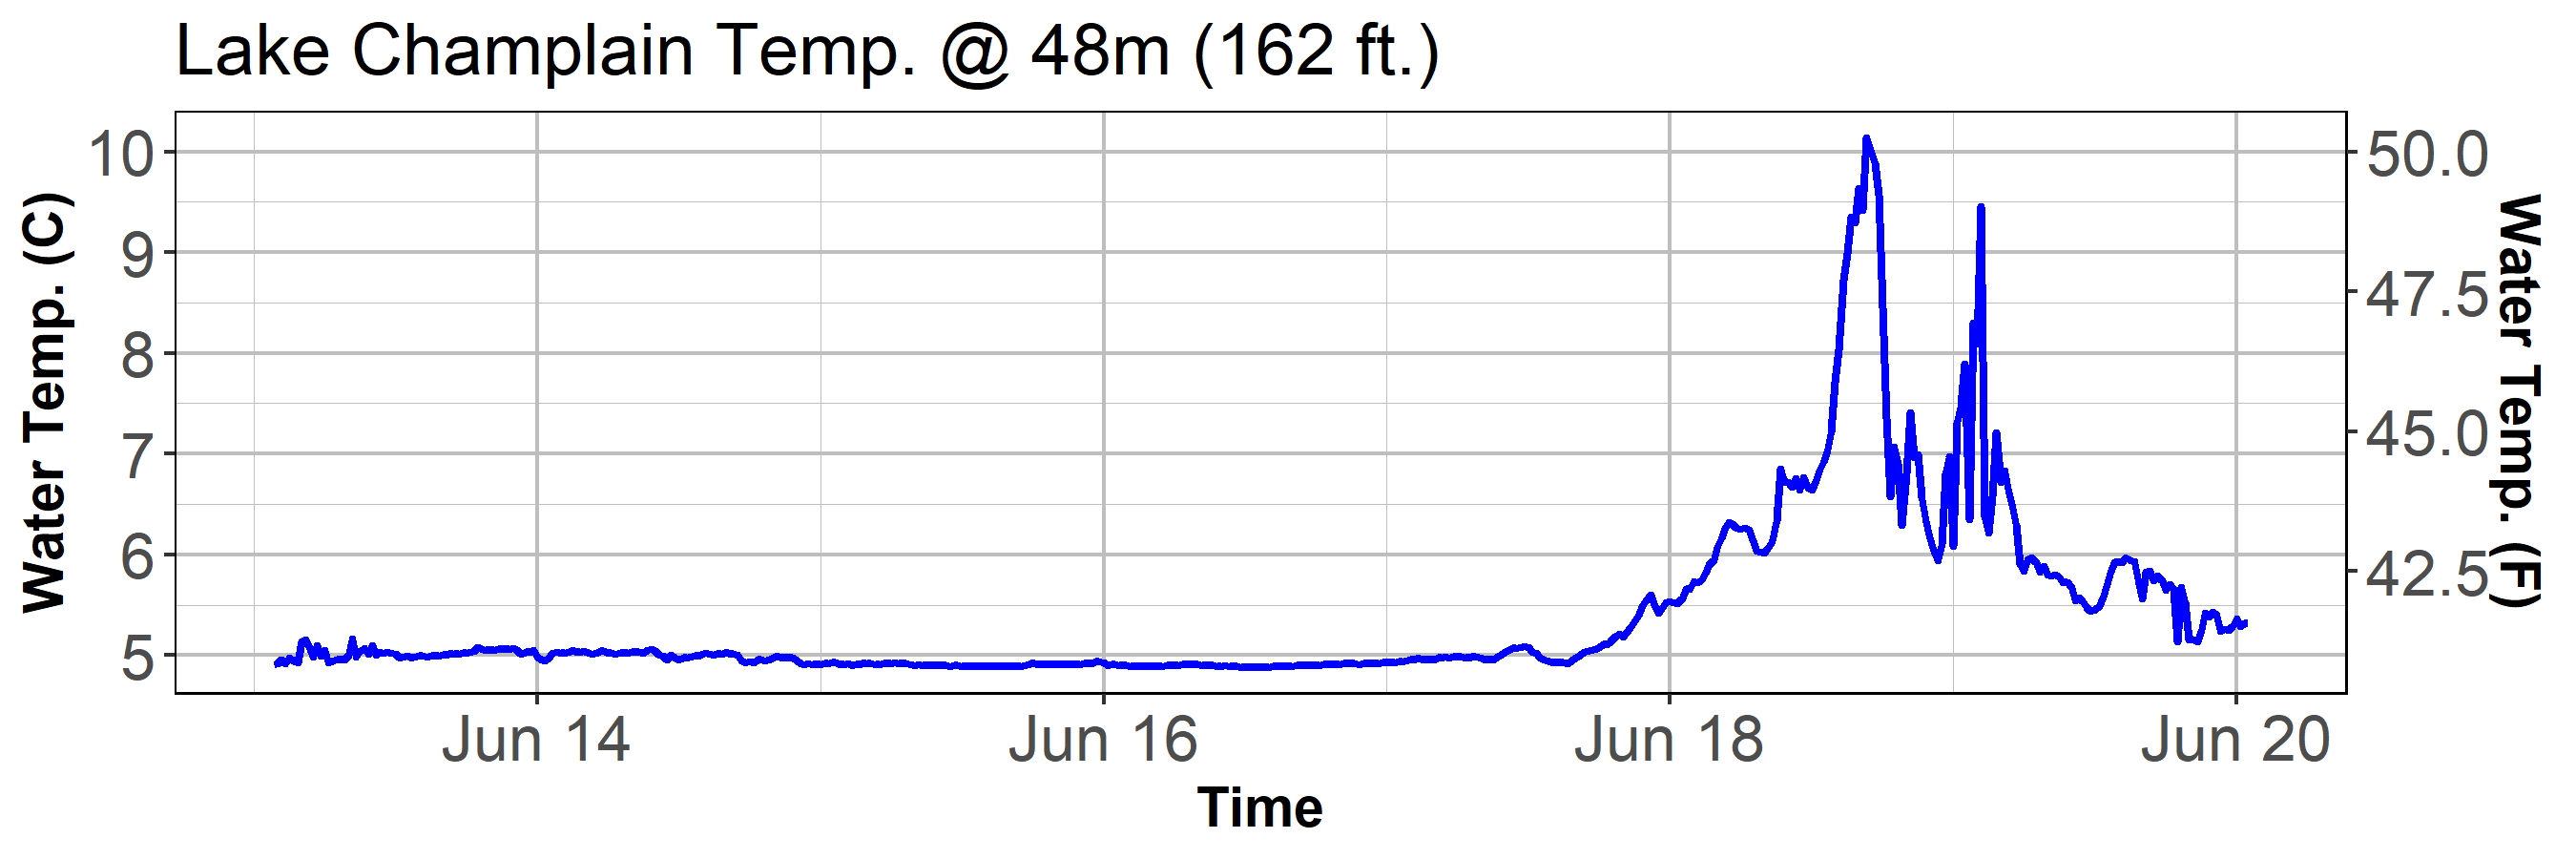 Lake Champlain Temp. @ 48m (162 ft.)
Water Temp. (C)
10
9
8
7
6
5
50.0
47.5
45.0
42.5
Water Temp. (F)
Jun 14 Jun 16 Jun 18 Jun 20
Time